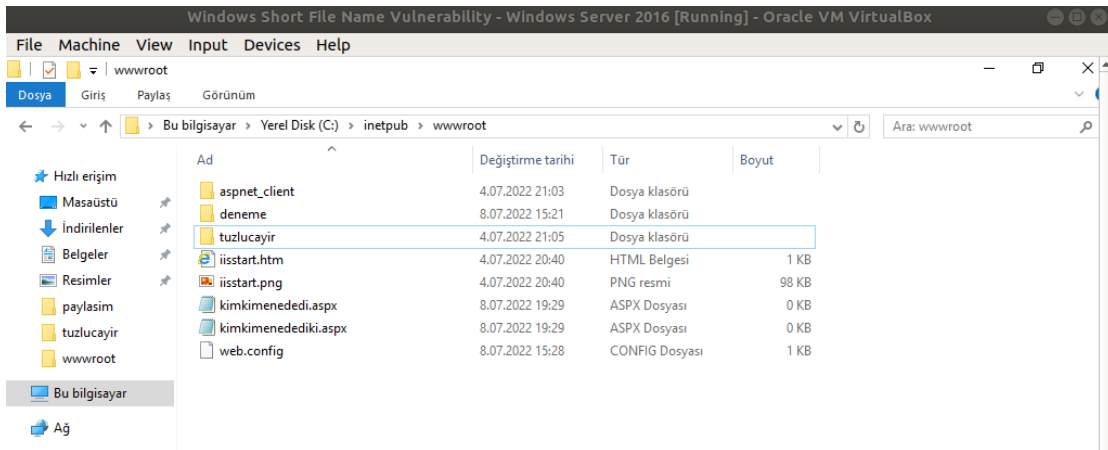 Windows Short File Name Vulnerability - Windows Server 2016 [Running] - Oracle VM VirtualBox
File Machine View Input Devices Help
wwwroot
Dosya Giriş Paylaş Görünüm
Bu bilgisayar > Yerel Disk (C:) > inetpub > wwwroot Ara: wwwroot
Ad Değiştirme tarihi Tür Boyut
Hızlı erişim
Masaüstü
İndirilenler
Belgeler
Resimler
paylasim
tuzlucayir
wwwroot
Bu bilgisayar
Ağ
aspnet_client 4.07.2022 21:03 Dosya klasörü
deneme 8.07.2022 15:21 Dosya klasörü
tuzlucayir 4.07.2022 21:05 Dosya klasörü
iisstart.htm 4.07.2022 20:40 HTML Belgesi 1 KB
iisstart.png 4.07.2022 20:40 PNG resmi 98 KB
kimkimenededi.aspx 8.07.2022 19:29 ASPX Dosyası 0 KB
kimkimenedediki.aspx 8.07.2022 19:29 ASPX Dosyası 0 KB
web.config 8.07.2022 15:28 CONFIG Dosyası 1 KB